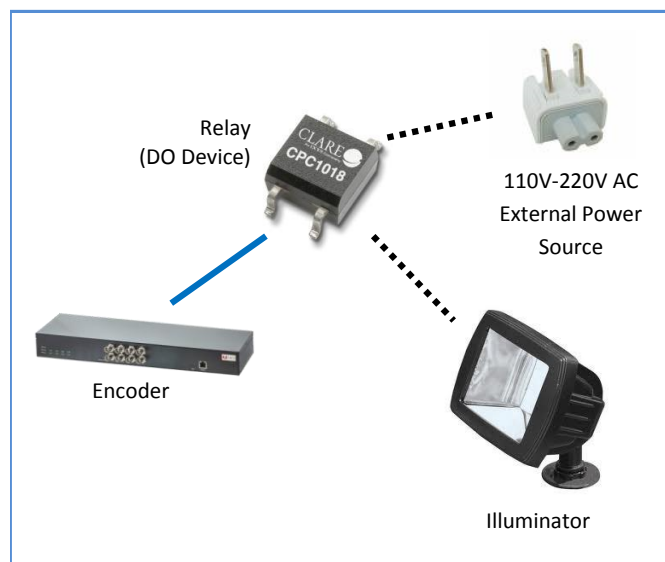 Relay
(DO Device)
CLARE
CPC1018
110V-220V AC
External Power
Source
Encoder
Illuminator